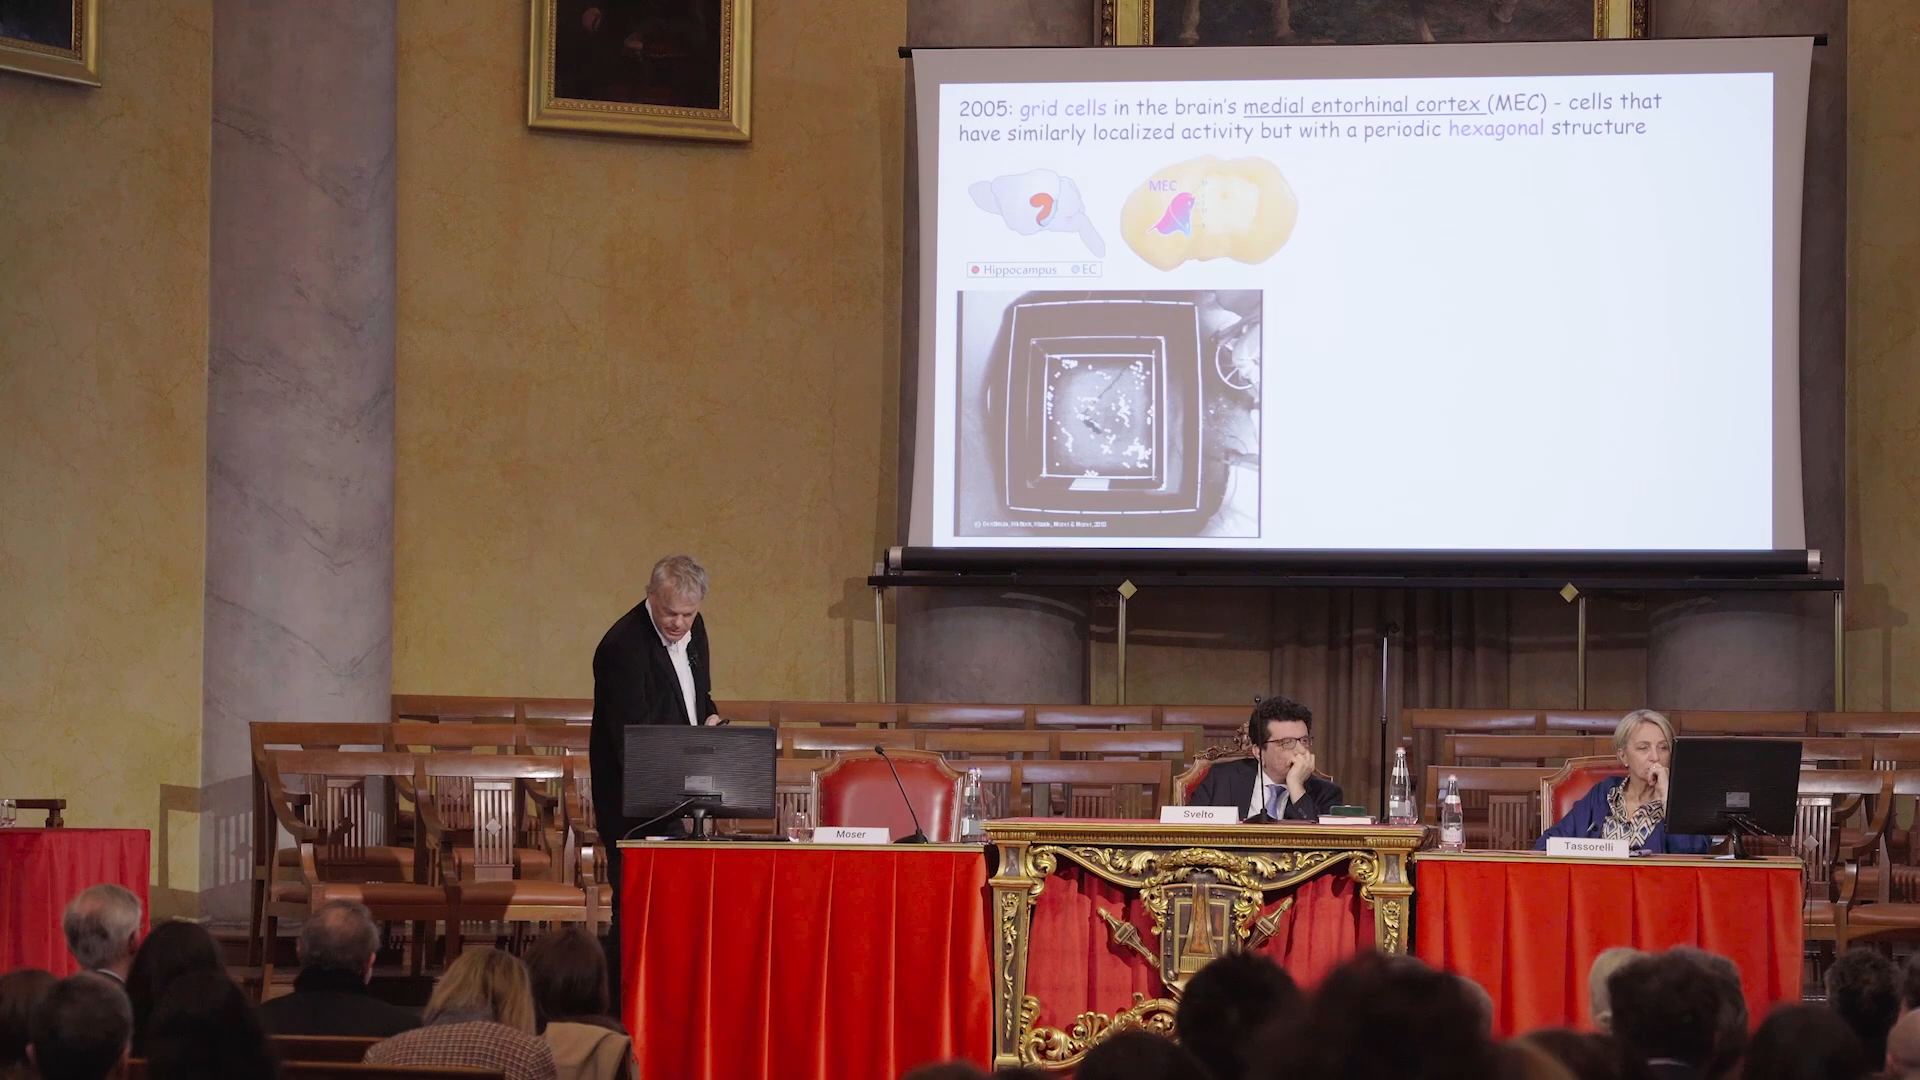 2005: grid cells in the brain's medial entorhinal cortex (MEC) - cells that
have similarly localized activity but with a periodic hexagonal structure
MEC
Hippocampus EC
Moser
Svelto
Tassorelli